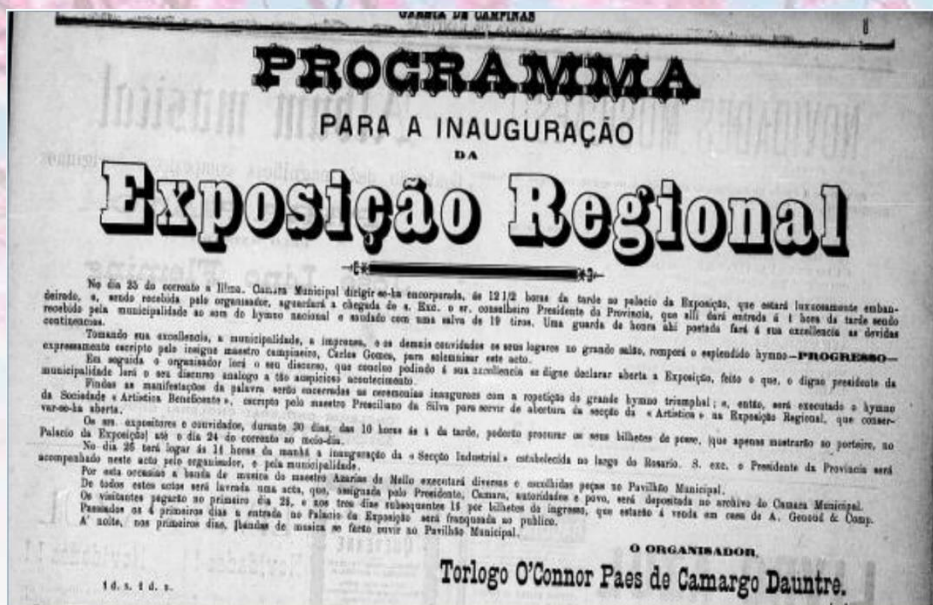 GAZETA DE CAMPINAS
PROGRAMMA
PARA A INAUGURAÇÃO
DA
Exposição Regional
No dia 25 do corrente a Illma. Camara Municipal dirigir-se-ha encorporada, ás 12 1/2 horas da tarde ao palacio da Exposição, que estará luxuosamente emban-
deirado, e, sendo recebida pelo organisador, aguardará a chegada de s. Exc. o sr. conselheiro Presidente da Provincia, que alli dará entrada á 1 hora da tarde sendo
recebido pela municipalidade ao som do hymno nacional e saudado com uma salva de 19 tiros. Uma guarda de honra ahi postada fará á sua excellencia as devidas
continencias.
Tomando sua excellencia, a municipalidade, a imprensa, e os demais convidados os seus logares no grande salão, romperá o esplendido hymno—PROGRESSO—
expressamente escripto pelo insigne maestro campineiro, Carlos Gomes, para solemnisar este acto.
Em seguida o organisador lerá o seu discurso, que conclue pedindo á sua excellencia se digne declarar aberta a Exposição, feito o que, o digno presidente da
municipalidade lerá o seu discurso analogo a tão auspicioso acontecimento.
Findas as manifestações da palavra serão encerradas as ceremonias inauguraes com a repetição do grande hymno triumphal; e, então, será executado o hymno
da Sociedade « Artistica Beneficente », escripto pelo maestro Presciliano da Silva para servir de abertura da secção da « Artistica » na Exposição Regional, que conser-
var-se-ha aberta.
Os srs. expositores e convidados, durante 30 dias, das 10 horas ás 4 da tarde, poderão procurar os seus bilhetes de posse, (que apenas mostrarão ao porteiro, no
Palacio da Exposição) até o dia 24 do corrente ao meio-dia.
No dia 26 terá logar ás 11 horas da manhã a inauguração da « Secção Industrial » estabelecida no largo do Rosario. S. exc. o Presidente da Provincia será
acompanhado neste acto pelo organisador, e pela municipalidade.
Por esta occasião a banda de musica do maestro Azarias de Mello executará diversas e escolhidas peças no Pavilhão Municipal.
De todos estes actos será lavrada uma acta, que, assignada pelo Presidente, Camara, autoridades e povo, será depositada no archivo da Camara Municipal.
Os visitantes pagarão no primeiro dia 2$, e nos tres dias subsequentes 1$ por bilhetes de ingresso, que estarão á venda em casa de A. Genoud & Comp.
Passados os 4 primeiros dias a entrada no Palacio da Exposição será franqueada ao publico.
A' noite, nos primeiros dias, bandas de musica se farão ouvir no Pavilhão Municipal.
O ORGANISADOR,
Torlogo O'Connor Paes de Camargo Dauntre.
1 d. s. 1 d. s.